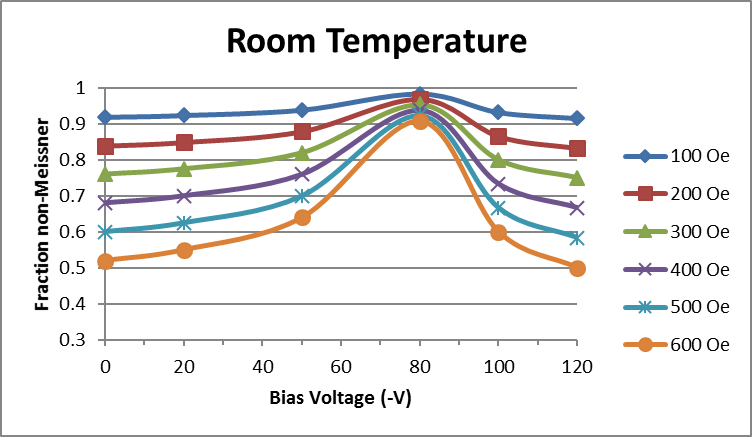 Room Temperature
1
0.9
0.8
0.7
0.6
0.5
0.4
0.3
Fraction non-Meissner
0 20 40 60 80 100 120
Bias Voltage (-V)
100 Oe
200 Oe
300 Oe
400 Oe
500 Oe
600 Oe